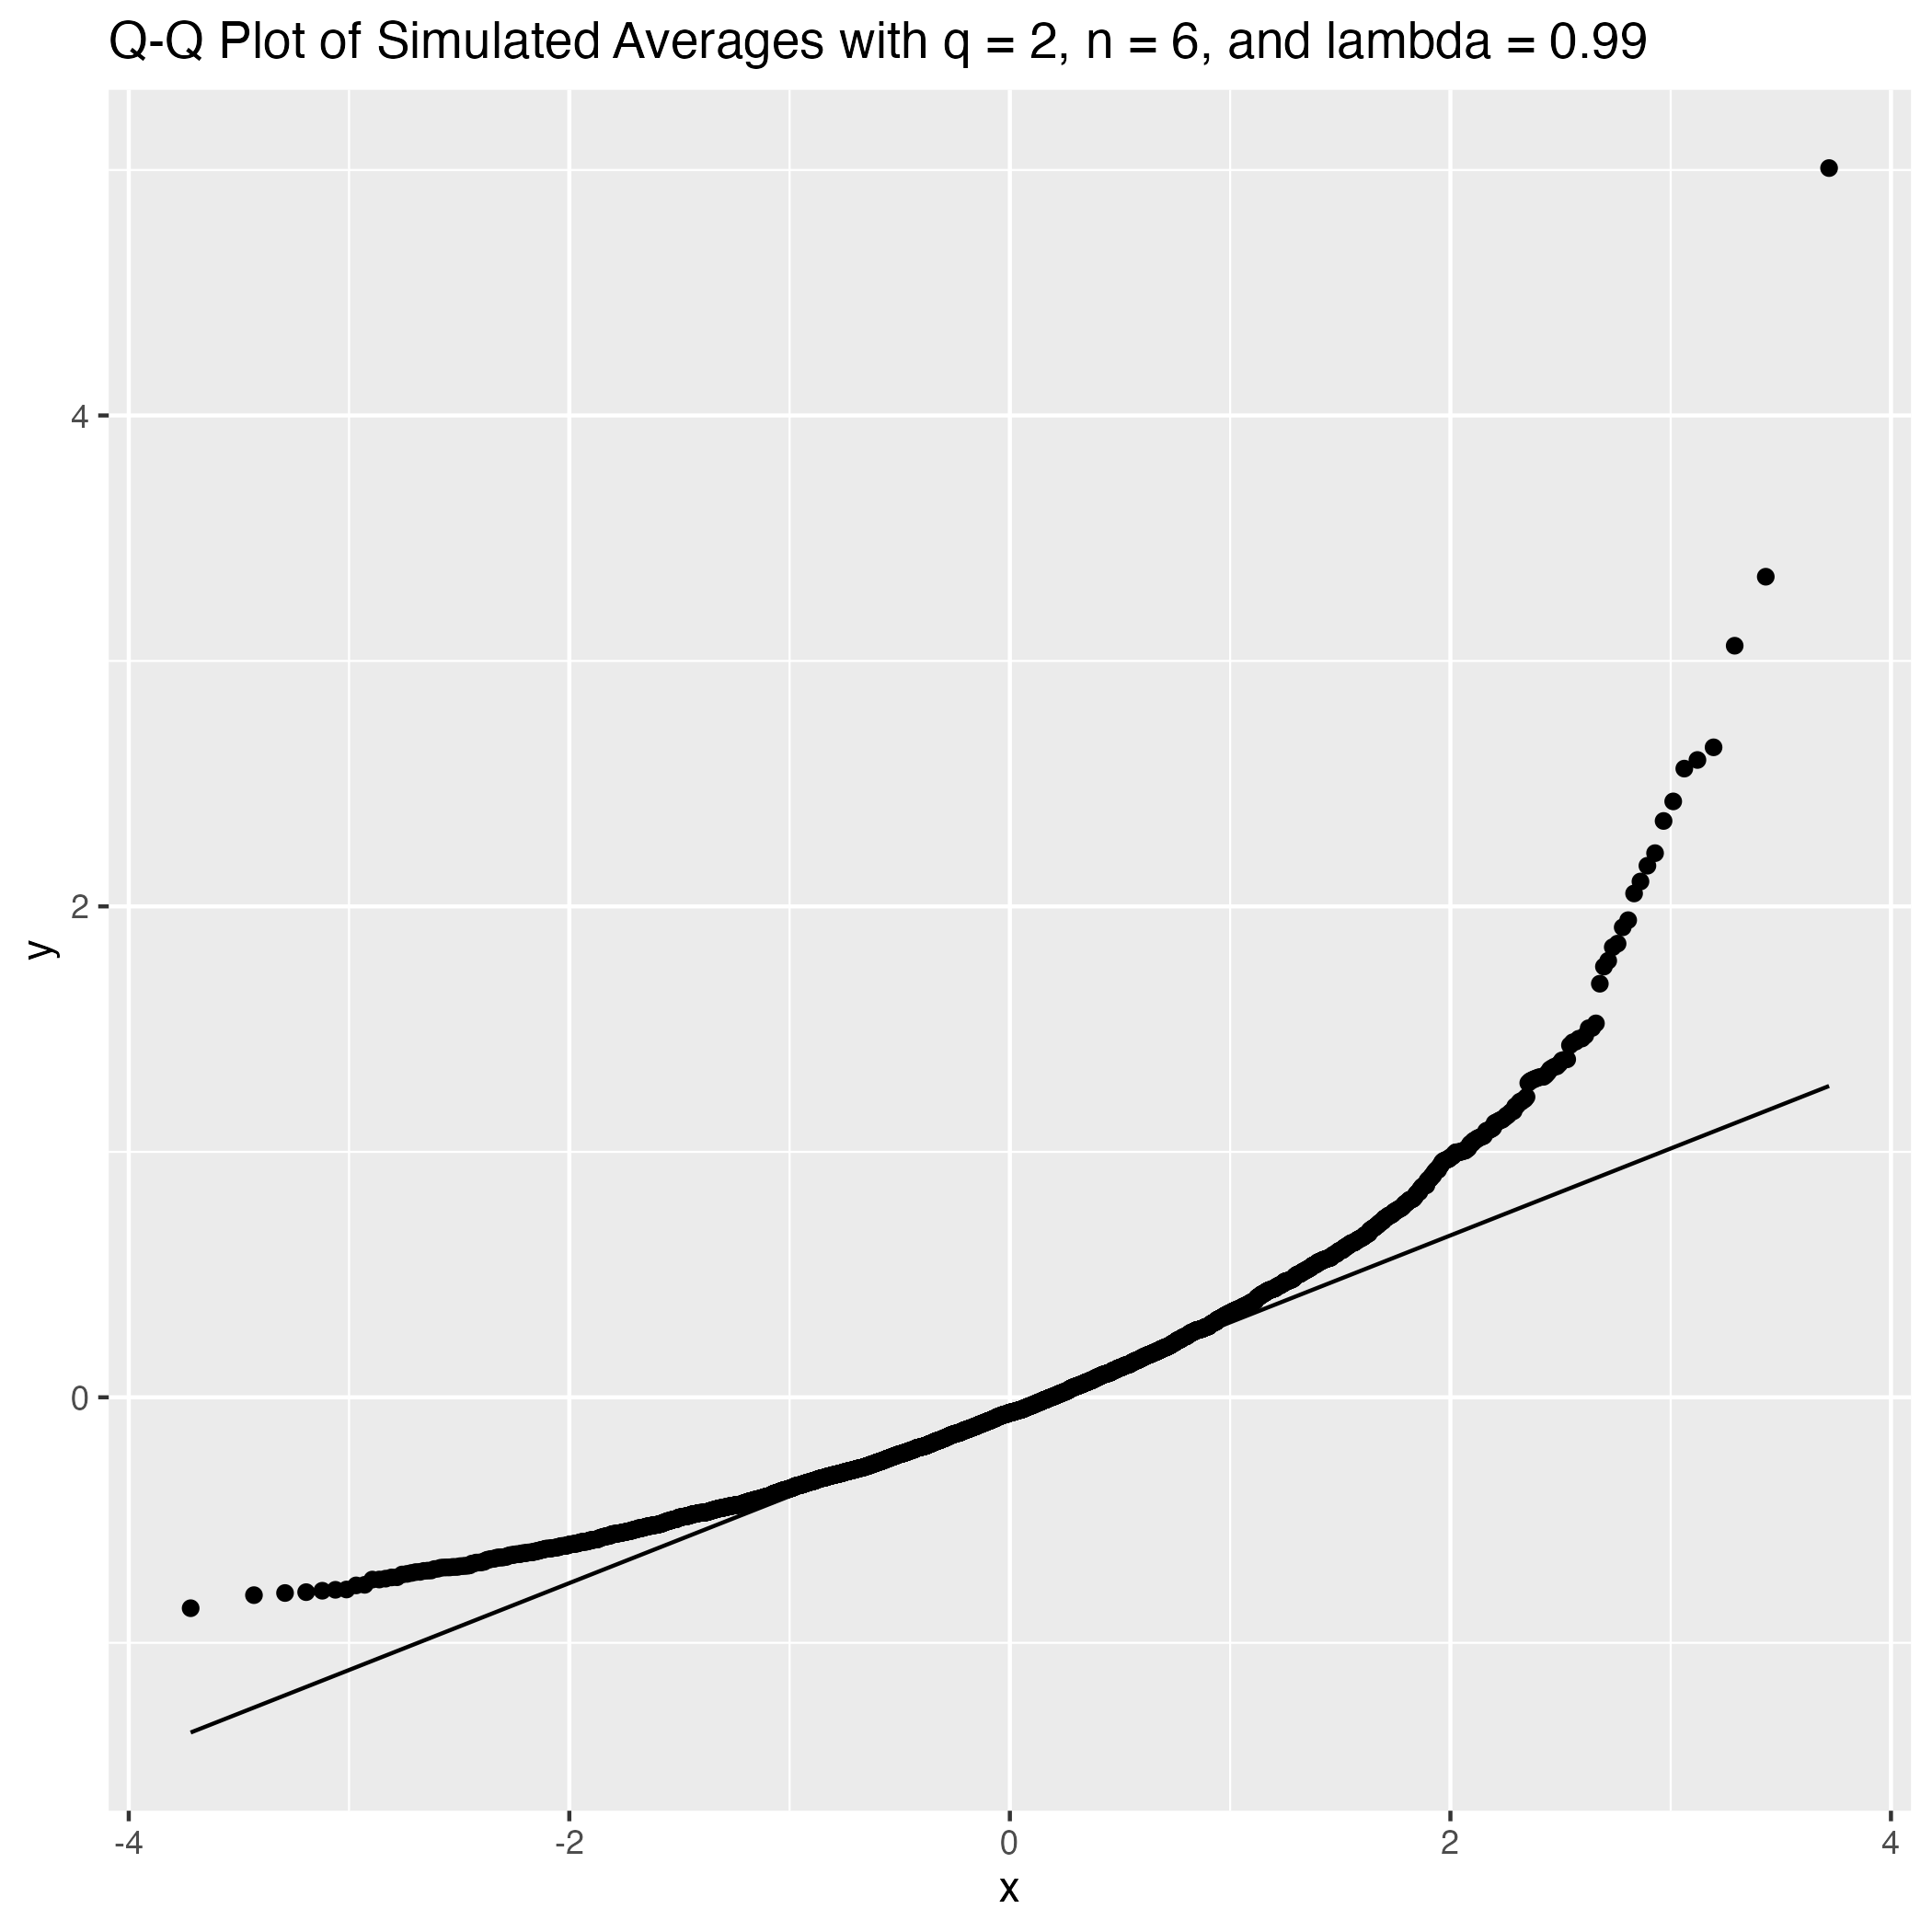 Q-Q Plot of Simulated Averages with q = 2, n = 6, and lambda = 0.99
4
2
0
y
-4
-2
0
2
4
x